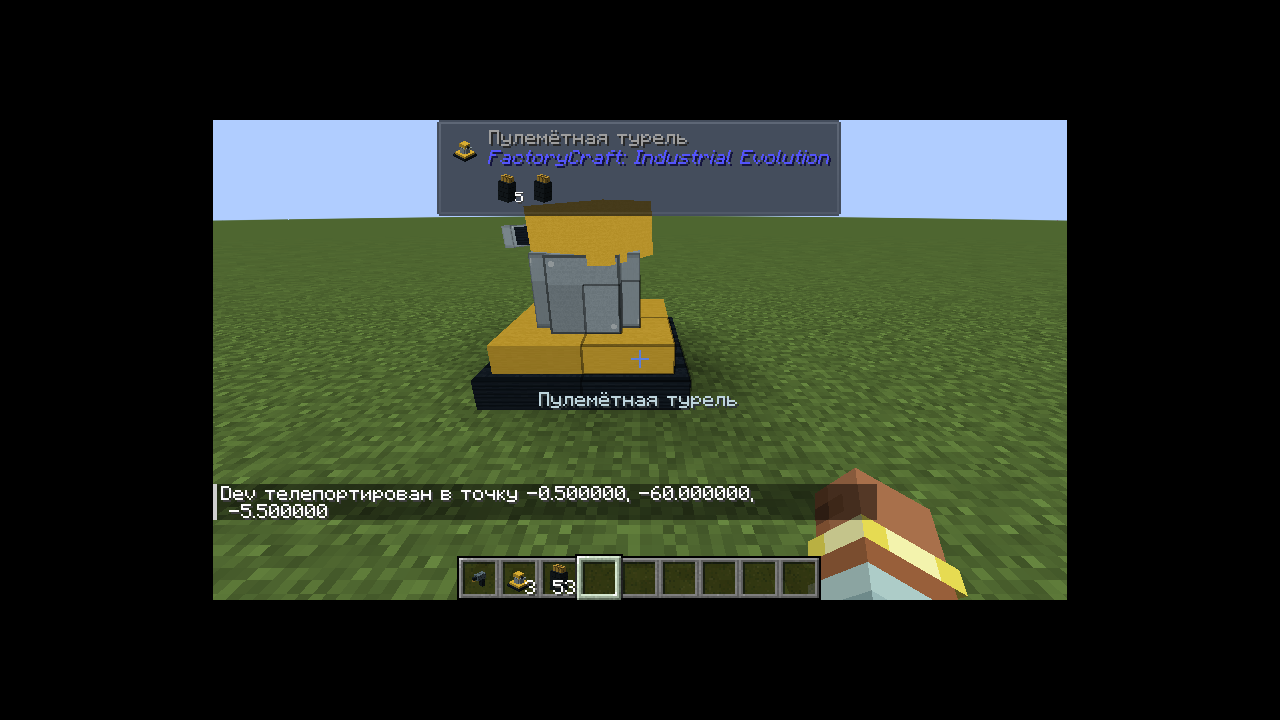 Пулемётная турель
FactoryCraft: Industrial Evolution
5
Пулемётная турель
Dev телепортирован в точку -0.500000, -60.000000,
-5.500000
3 53